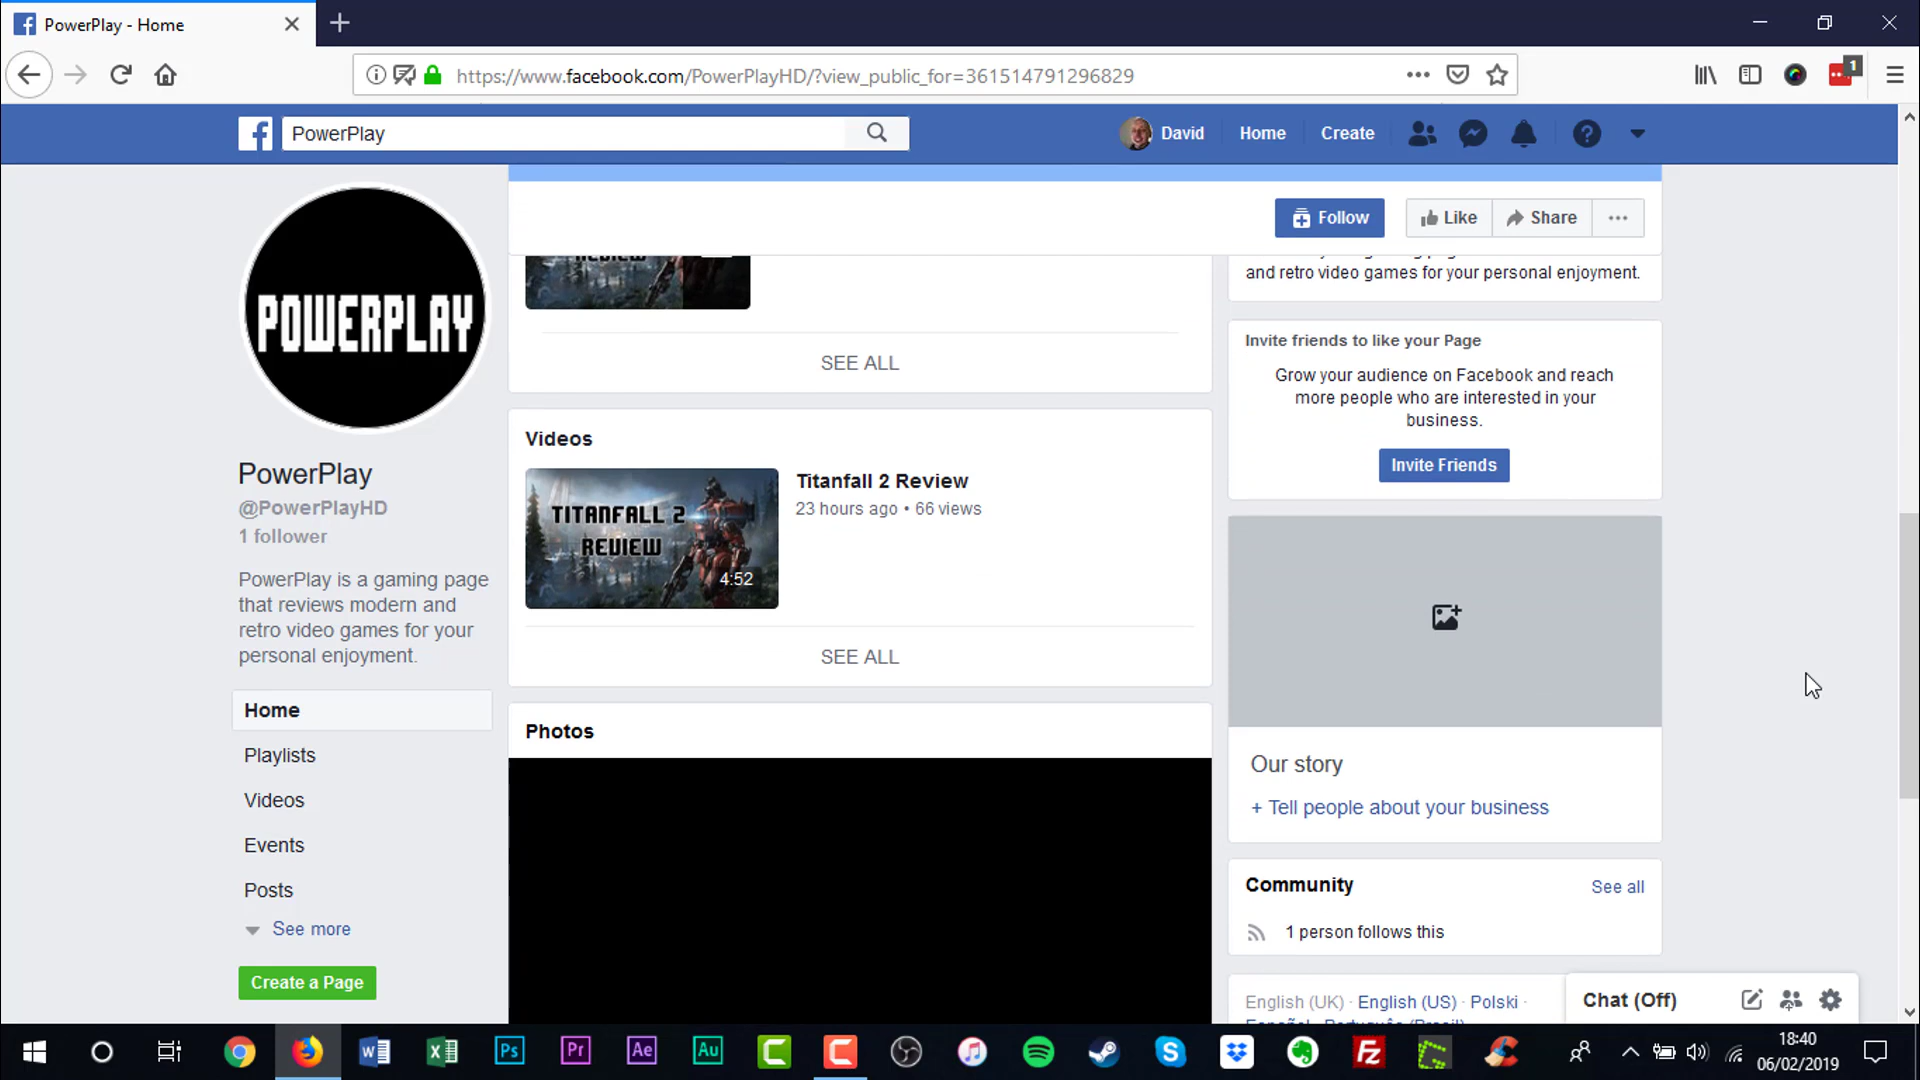 PowerPlay - Home
https://www.facebook.com/PowerPlayHD/?view_public_for=361514791296829
1
PowerPlay
David
Home
Create
Follow
Like
Share
POWERPLAY
PowerPlay
@PowerPlayHD
1 follower
PowerPlay is a gaming page
that reviews modern and
retro video games for your
personal enjoyment.
Home
Playlists
Videos
Events
Posts
See more
Create a Page
REVIEW
SEE ALL
Videos
TITANFALL 2
REVIEW
4:52
Titanfall 2 Review
23 hours ago • 66 views
SEE ALL
Photos
and retro video games for your personal enjoyment.
Invite friends to like your Page
Grow your audience on Facebook and reach
more people who are interested in your
business.
Invite Friends
Our story
+ Tell people about your business
Community
See all
1 person follows this
English (UK) · English (US) · Polski ·
Español · Português (Brasil)
Chat (Off)
18:40
06/02/2019